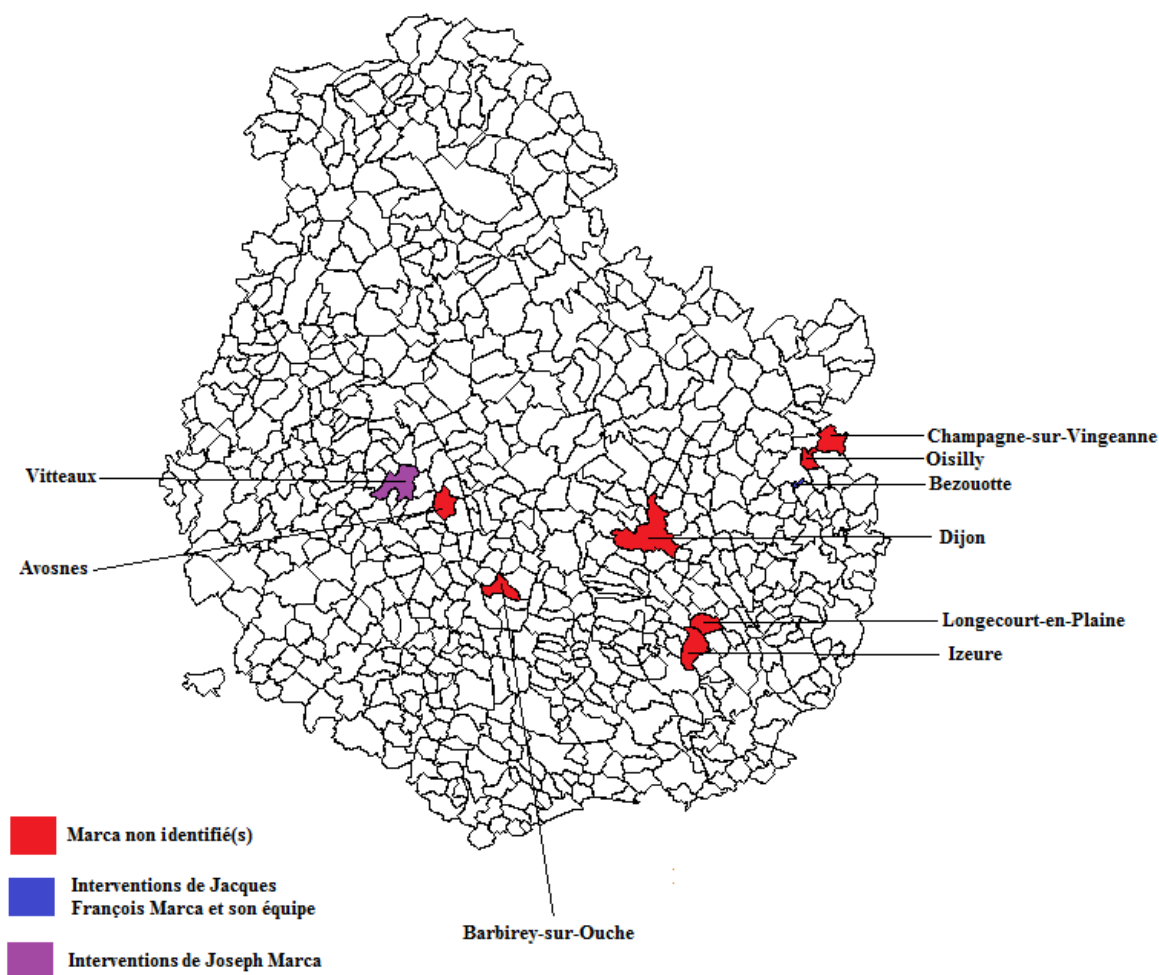 Champagne-sur-Vingeanne
Oisilly
Vitteaux
Bezouotte
Dijon
Avosnes
Longecourt-en-Plaine
Izeure
Marca non identifié(s)
Interventions de Jacques
François Marca et son équipe
Barbirey-sur-Ouche
Interventions de Joseph Marca